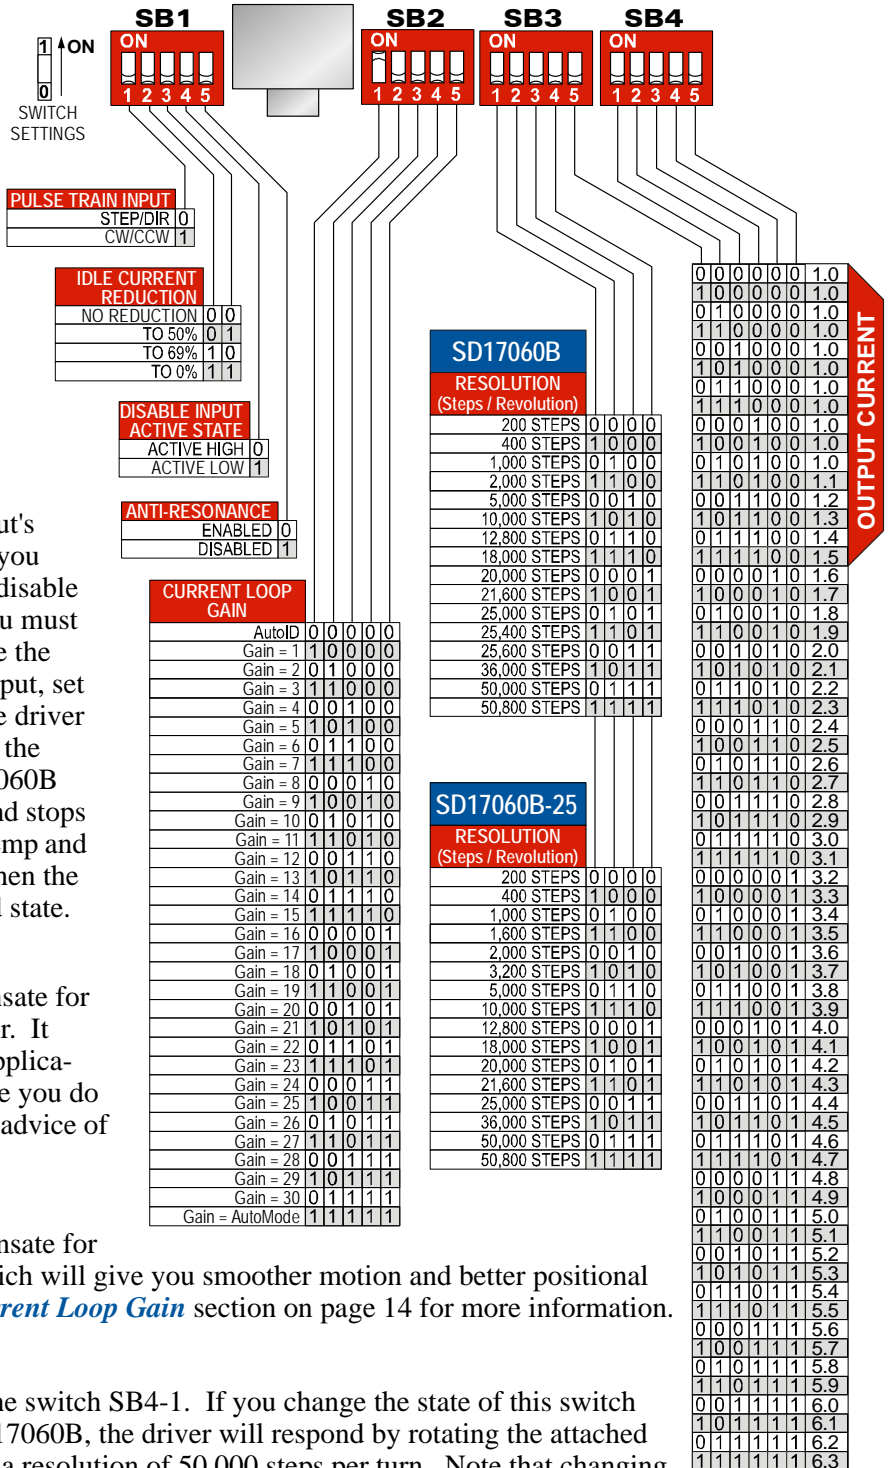 SB1 SB2 SB3 SB4
ON ON ON ON
1 ON
0
SWITCH
SETTINGS
1 2 3 4 5 1 2 3 4 5 1 2 3 4 5 1 2 3 4 5
PULSE TRAIN INPUT
STEP/DIR 0
CW/CCW 1
IDLE CURRENT
REDUCTION
NO REDUCTION 0 0
TO 50% 0 1
TO 69% 1 0
TO 0% 1 1
DISABLE INPUT
ACTIVE STATE
ACTIVE HIGH 0
ACTIVE LOW 1
ANTI-RESONANCE
ENABLED 0
DISABLED 1
CURRENT LOOP
GAIN
AutoID 0 0 0 0 0
Gain = 1 1 0 0 0 0
Gain = 2 0 1 0 0 0
Gain = 3 1 1 0 0 0
Gain = 4 0 0 1 0 0
Gain = 5 1 0 1 0 0
Gain = 6 0 1 1 0 0
Gain = 7 1 1 1 0 0
Gain = 8 0 0 0 1 0
Gain = 9 1 0 0 1 0
Gain = 10 0 1 0 1 0
Gain = 11 1 1 0 1 0
Gain = 12 0 0 1 1 0
Gain = 13 1 0 1 1 0
Gain = 14 0 1 1 1 0
Gain = 15 1 1 1 1 0
Gain = 16 0 0 0 0 1
Gain = 17 1 0 0 0 1
Gain = 18 0 1 0 0 1
Gain = 19 1 1 0 0 1
Gain = 20 0 0 1 0 1
Gain = 21 1 0 1 0 1
Gain = 22 0 1 1 0 1
Gain = 23 1 1 1 0 1
Gain = 24 0 0 0 1 1
Gain = 25 1 0 0 1 1
Gain = 26 0 1 0 1 1
Gain = 27 1 1 0 1 1
Gain = 28 0 0 1 1 1
Gain = 29 1 0 1 1 1
Gain = 30 0 1 1 1 1
Gain = AutoMode 1 1 1 1 1
SD17060B
RESOLUTION
(Steps / Revolution)
200 STEPS 0 0 0 0
400 STEPS 1 0 0 0
1,000 STEPS 0 1 0 0
2,000 STEPS 1 1 0 0
5,000 STEPS 0 0 1 0
10,000 STEPS 1 0 1 0
12,800 STEPS 0 1 1 0
18,000 STEPS 1 1 1 0
20,000 STEPS 0 0 0 1
21,600 STEPS 1 0 0 1
25,000 STEPS 0 1 0 1
25,400 STEPS 1 1 0 1
25,600 STEPS 0 0 1 1
36,000 STEPS 1 0 1 1
50,000 STEPS 0 1 1 1
50,800 STEPS 1 1 1 1
SD17060B-25
RESOLUTION
(Steps / Revolution)
200 STEPS 0 0 0 0
400 STEPS 1 0 0 0
1,000 STEPS 0 1 0 0
1,600 STEPS 1 1 0 0
2,000 STEPS 0 0 1 0
3,200 STEPS 1 0 1 0
5,000 STEPS 0 1 1 0
10,000 STEPS 1 1 1 0
12,800 STEPS 0 0 0 1
18,000 STEPS 1 0 0 1
20,000 STEPS 0 1 0 1
21,600 STEPS 1 1 0 1
25,000 STEPS 0 0 1 1
36,000 STEPS 1 0 1 1
50,000 STEPS 0 1 1 1
50,800 STEPS 1 1 1 1
OUTPUT CURRENT
0 0 0 0 0 0 1.0
1 0 0 0 0 0 1.0
0 1 0 0 0 0 1.0
1 1 0 0 0 0 1.0
0 0 1 0 0 0 1.0
1 0 1 0 0 0 1.0
0 1 1 0 0 0 1.0
1 1 1 0 0 0 1.0
0 0 0 1 0 0 1.0
1 0 0 1 0 0 1.0
0 1 0 1 0 0 1.0
1 1 0 1 0 0 1.1
0 0 1 1 0 0 1.2
1 0 1 1 0 0 1.3
0 1 1 1 0 0 1.4
1 1 1 1 0 0 1.5
0 0 0 0 1 0 1.6
1 0 0 0 1 0 1.7
0 1 0 0 1 0 1.8
1 1 0 0 1 0 1.9
0 0 1 0 1 0 2.0
1 0 1 0 1 0 2.1
0 1 1 0 1 0 2.2
1 1 1 0 1 0 2.3
0 0 0 1 1 0 2.4
1 0 0 1 1 0 2.5
0 1 0 1 1 0 2.6
1 1 0 1 1 0 2.7
0 0 1 1 1 0 2.8
1 0 1 1 1 0 2.9
0 1 1 1 1 0 3.0
1 1 1 1 1 0 3.1
0 0 0 0 0 1 3.2
1 0 0 0 0 1 3.3
0 1 0 0 0 1 3.4
1 1 0 0 0 1 3.5
0 0 1 0 0 1 3.6
1 0 1 0 0 1 3.7
0 1 1 0 0 1 3.8
1 1 1 0 0 1 3.9
0 0 0 1 0 1 4.0
1 0 0 1 0 1 4.1
0 1 0 1 0 1 4.2
1 1 0 1 0 1 4.3
0 0 1 1 0 1 4.4
1 0 1 1 0 1 4.5
0 1 1 1 0 1 4.6
1 1 1 1 0 1 4.7
0 0 0 0 1 1 4.8
1 0 0 0 1 1 4.9
0 1 0 0 1 1 5.0
1 1 0 0 1 1 5.1
0 0 1 0 1 1 5.2
1 0 1 0 1 1 5.3
0 1 1 0 1 1 5.4
1 1 1 0 1 1 5.5
0 0 0 1 1 1 5.6
1 0 0 1 1 1 5.7
0 1 0 1 1 1 5.8
1 1 0 1 1 1 5.9
0 0 1 1 1 1 6.0
1 0 1 1 1 1 6.1
0 1 1 1 1 1 6.2
1 1 1 1 1 1 6.3
ut's
you
disable
u must
e the
put, set
e driver
the
060B
nd stops
emp and
hen the
d state.
nsate for
r. It
pplica-
e you do
advice of
nsate for
ich will give you smoother motion and better positional
rrent Loop Gain section on page 14 for more information.
ne switch SB4-1. If you change the state of this switch
17060B, the driver will respond by rotating the attached
a resolution of 50,000 steps per turn. Note that changing